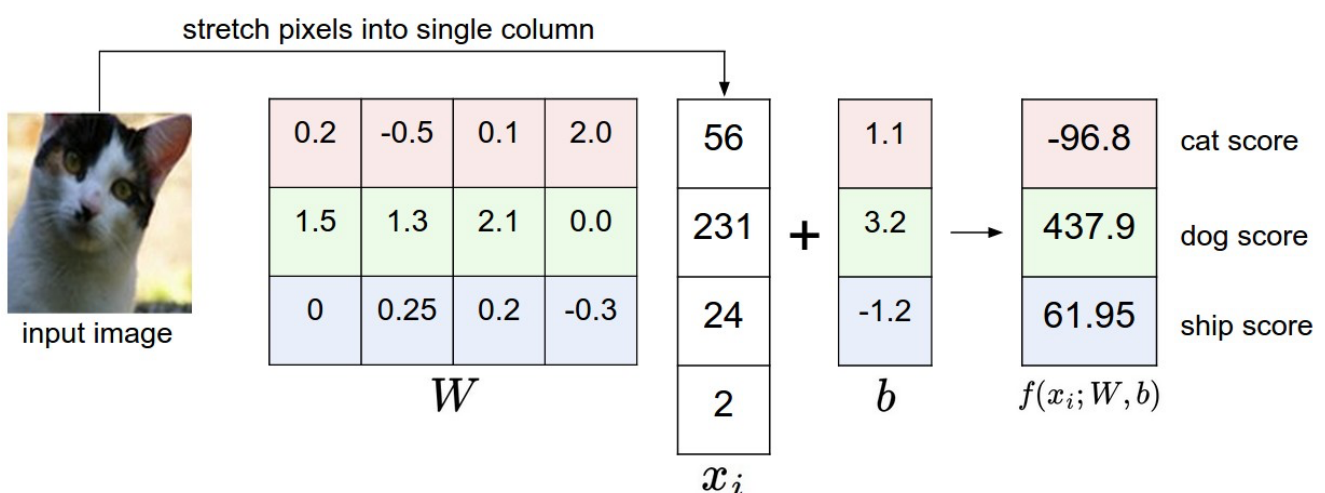 stretch pixels into single column
0.2 -0.5 0.1 2.0 56 1.1 -96.8 cat score
1.5 1.3 2.1 0.0 231 + 3.2 437.9 dog score
0 0.25 0.2 -0.3 24 -1.2 61.95 ship score
input image
W 2 b f(x_i; W, b)
x_i